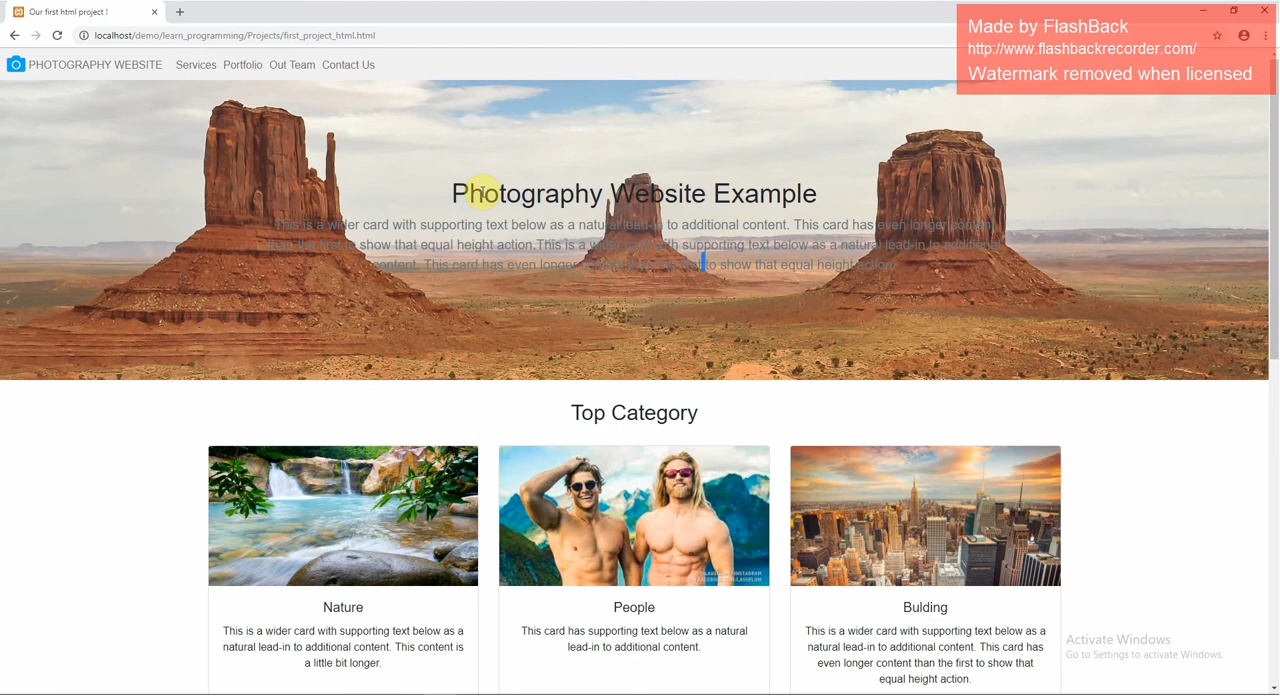 Our first html project !
Made by FlashBack
http://www.flashbackrecorder.com/
Watermark removed when licensed
localhost/demo/learn_programming/Projects/first_project_html.html
PHOTOGRAPHY WEBSITE Services Portfolio Out Team Contact Us
Photography Website Example
This is a wider card with supporting text below as a natural lead-in to additional content. This card has even longer content
than the first to show that equal height action.This is a wider card with supporting text below as a natural lead-in to additional
content. This card has even longer content than the first to show that equal height action.
Top Category
Nature
This is a wider card with supporting text below as a
natural lead-in to additional content. This content is
a little bit longer.
People
This card has supporting text below as a natural
lead-in to additional content.
Bulding
This is a wider card with supporting text below as a
natural lead-in to additional content. This card has
even longer content than the first to show that
equal height action.
Activate Windows
Go to Settings to activate Windows.